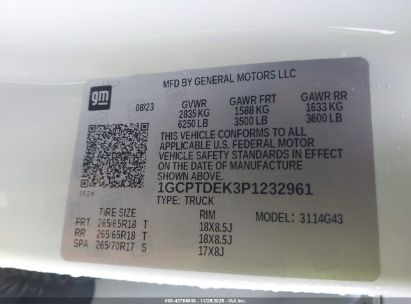 gm
MFD BY GENERAL MOTORS LLC
08/23 GVWR GAWR FRT GAWR RR
2835 KG 1588 KG 1633 KG
6250 LB 3500 LB 3600 LB
THIS VEHICLE CONFORMS TO ALL
APPLICABLE U.S. FEDERAL MOTOR
VEHICLE SAFETY STANDARDS IN EFFECT
ON THE DATE OF MANUFACTURE SHOWN ABOVE.
1GCPTDEK3P1232961
TYPE: TRUCK
TIRE SIZE RIM MODEL: 3114G43
FRT 265/65R18 T 18X8.5J
RR 265/65R18 T 18X8.5J
SPA 265/70R17 S 17X8J